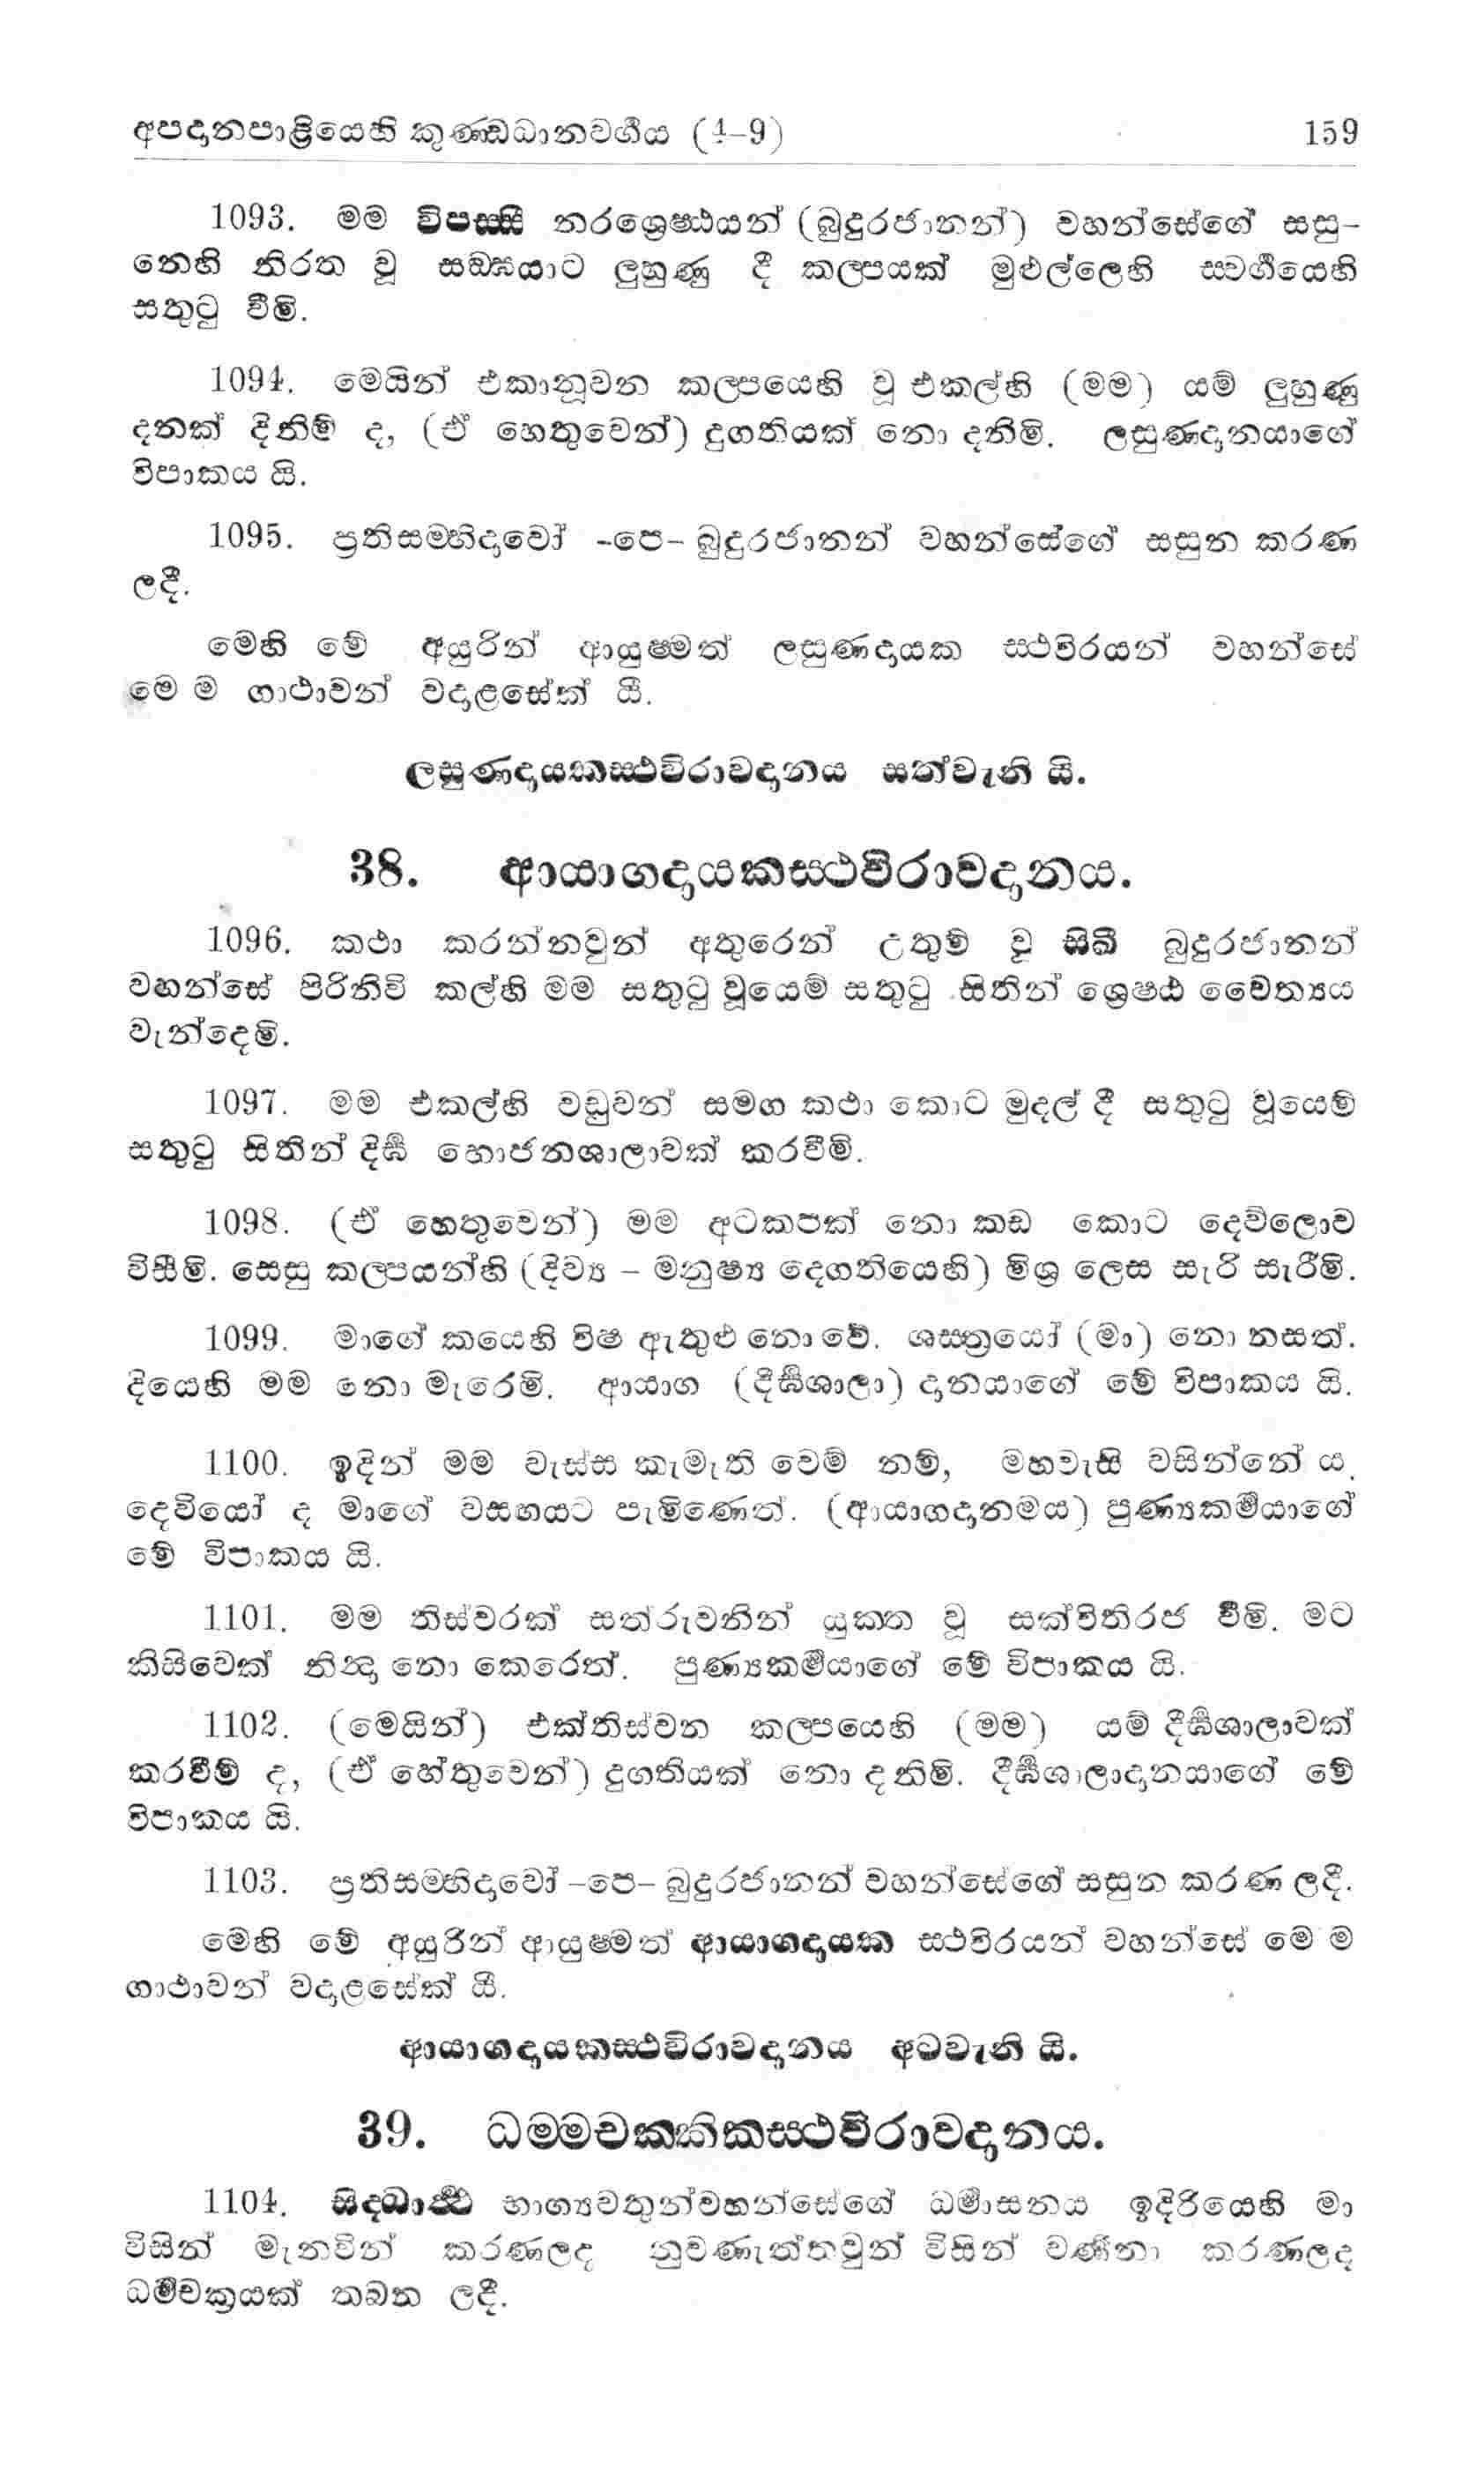 අපදානපාළියෙහි කුණ්ඩධානවර්ගය (4–9) 159
1093. මම විපස්සී නරශ්‍රෙෂ්ඨයන් (බුදුරජානන්) වහන්සේගේ සසු–
නෙහි නිරත වූ සඞ්ඝයාට ලුහුණු දී කල්පයක් මුළුල්ලෙහි ස්වර්ගයෙහි
සතුටු වීමි.
1094. මෙයින් එකානූවන කල්පයෙහි වූ එකල්හි (මම) යම් ලුහුණු
දනක් දිනිම් ද, (ඒ හෙතුවෙන්) දුගතියක් නො දනිමි. ලසුණදානයාගේ
විපාකය යි.
1095. ප්‍රතිසම්භිදාවෝ -පෙ- බුදුරජානන් වහන්සේගේ සසුන කරණ
ලදී.
මෙහි මේ අයුරින් ආයුෂ්මත් ලසුණදායක ස්ථවිරයන් වහන්සේ
මෙ ම ගාථාවන් වදාළසේක් යී.
ලසුණදායකස්ථවිරාවදානය සත්වැනි යි.
38. ආයාගදායකස්ථවිරාවදානය.
1096. කථා කරන්නවුන් අතුරෙන් උතුම් වූ සිඛී බුදුරජානන්
වහන්සේ පිරිනිවි කල්හි මම සතුටු වූයෙම් සතුටු සිතින් ශ්‍රෙෂ්ඨ චෛත්‍යය
වැන්දෙමි.
1097. මම එකල්හි වඩුවන් සමග කථා කොට මුදල් දී සතුටු වූයෙම්
සතුටු සිතින් දිර්ඝ භොජනශාලාවක් කරවීමි.
1098. (ඒ හෙතුවෙන්) මම අටකපක් නො කඩ කොට දෙව්ලොව
විසීමි. සෙසු කල්පයන්හි (දිව්‍ය – මනුෂ්‍ය දෙගතියෙහි) මිශ්‍ර ලෙස සැරි සැරීමි.
1099. මාගේ කයෙහි විෂ ඇතුළු නො වේ. ශස්ත්‍රයෝ (මා) නො නසත්.
දියෙහි මම නො මැරෙමි. ආයාග (දීර්ඝශාලා) දානයාගේ මේ විපාකය යි.
1100. ඉදින් මම වැස්ස කැමැති වෙම් නම්, මහවැසි වසින්නේ ය.
දෙවියෝ ද මාගේ වසඟයට පැමිණෙත්. (ආයාගදානමය) පුණ්‍යකර්මයාගේ
මේ විපාකය යි.
1101. මම තිස්වරක් සත්රුවනින් යුක්ත වූ සක්විතිරජ වීමි. මට
කිසිවෙක් නින්දා නො කෙරෙත්. පුණ්‍යකර්මයාගේ මේ විපාකය යි.
1102. (මෙයින්) එක්තිස්වන කල්පයෙහි (මම) යම් දීර්ඝශාලාවක්
කරවීම් ද, (ඒ හේතුවෙන්) දුගතියක් නො දනිමි. දීර්ඝශාලාදානයාගේ මේ
විපාකය යි.
1103. ප්‍රතිසම්භිදාවෝ –පෙ– බුදුරජානන් වහන්සේගේ සසුන කරණ ලදී.
මෙහි මේ අයුරින් ආයුෂ්මත් ආයාගදායක ස්ථවිරයන් වහන්සේ මෙ ම
ගාථාවන් වදාළසේක් යී.
ආයාගදායකස්ථවිරාවදානය අටවැනි යි.
39. ධම්මචක්කිකස්ථවිරාවදානය.
1104. සිද්ධාර්ත්‍ථ භාග්‍යවතුන්වහන්සේගේ ධර්මාසනය ඉදිරියෙහි මා
විසින් මැනවින් කරණලද නුවණැත්තවුන් විසින් වර්ණනා කරණලද
ධර්මචක්‍රයක් තබන ලදී.